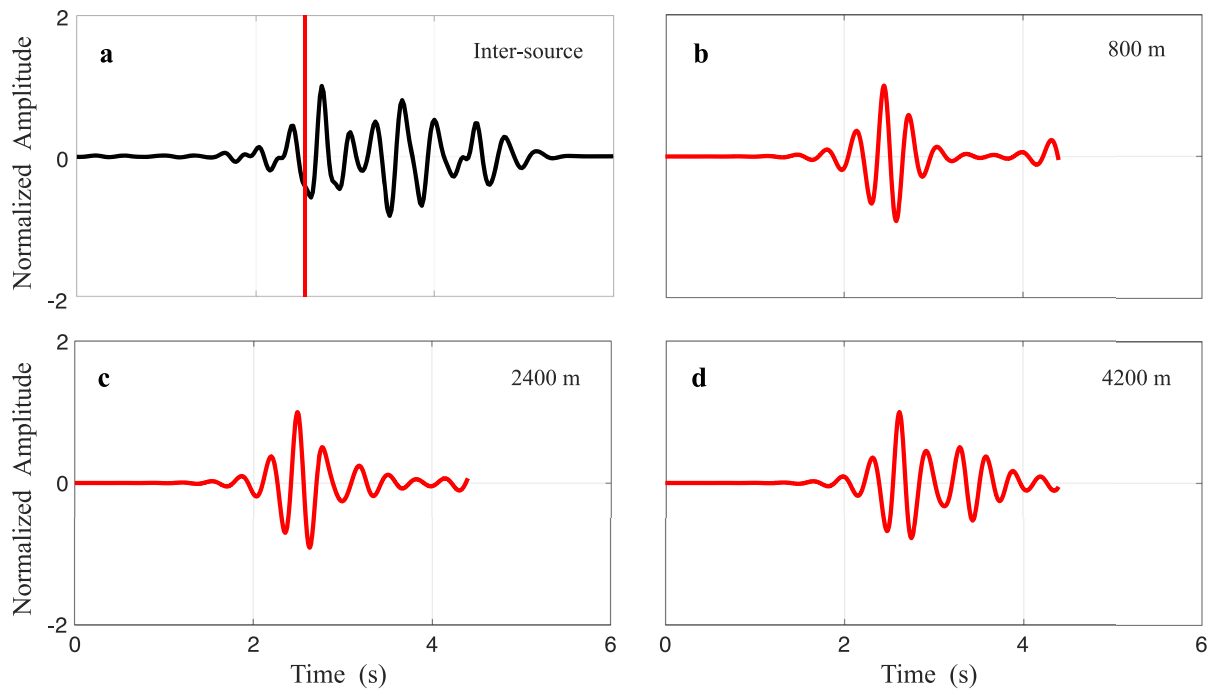 2
a
Inter-source
b
800 m
Normalized Amplitude
0
-2
2
c
2400 m
d
4200 m
Normalized Amplitude
0
-2
0
2
4
6
0
2
4
6
Time (s)
Time (s)